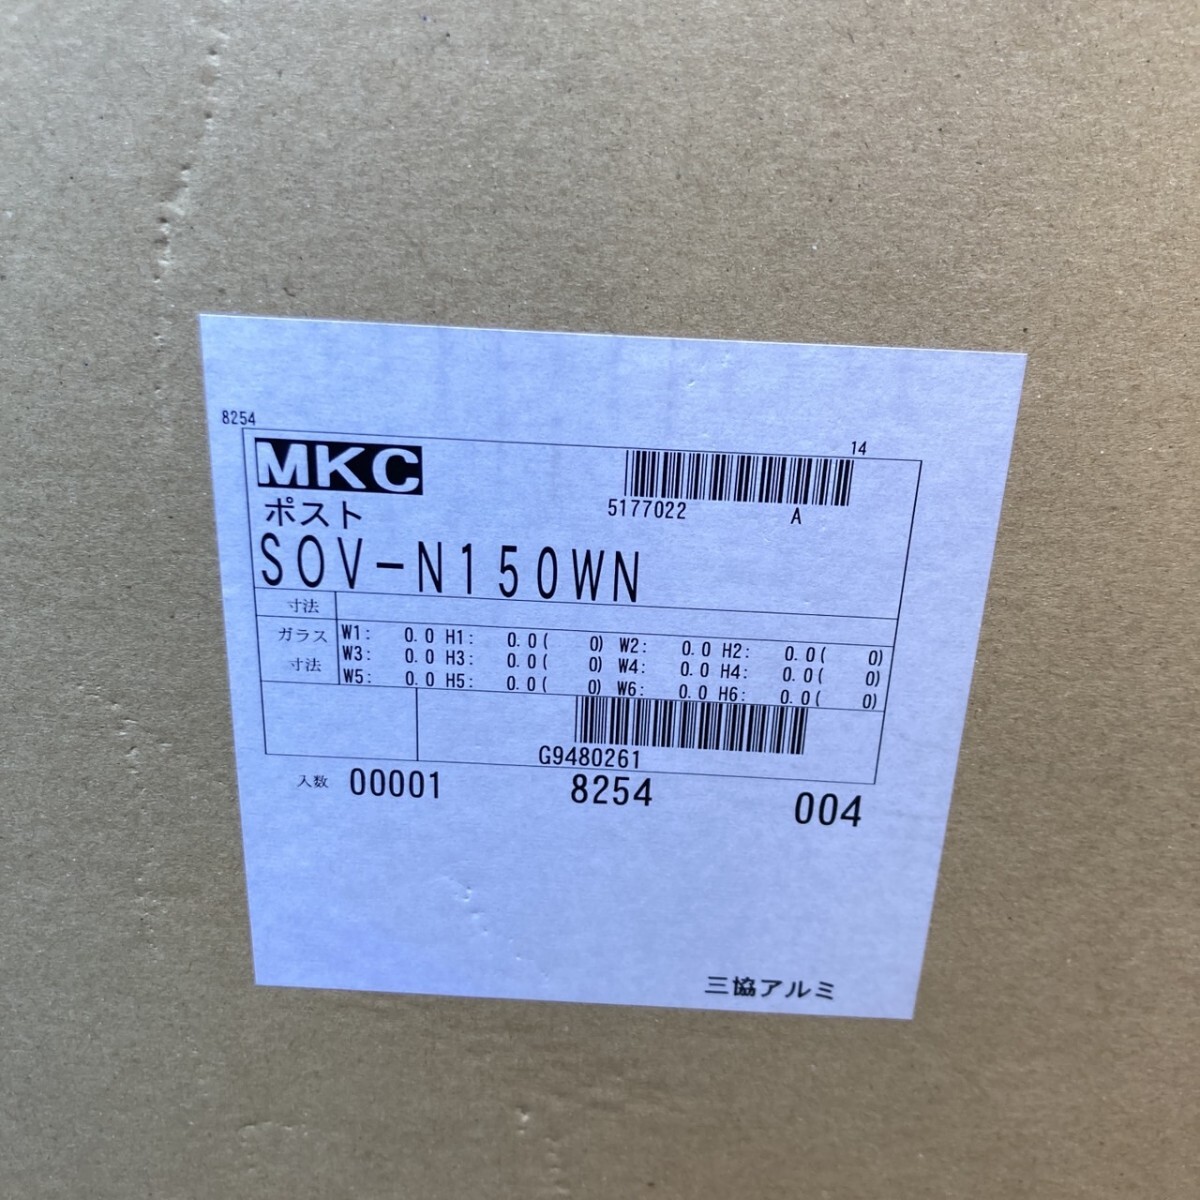 8254
14
MKC
ポスト
5177022 A
SOV-N150WN
寸法
ガラス寸法
W1: 0.0 H1: 0.0( 0) W2: 0.0 H2: 0.0( 0)
W3: 0.0 H3: 0.0( 0) W4: 0.0 H4: 0.0( 0)
W5: 0.0 H5: 0.0( 0) W6: 0.0 H6: 0.0( 0)
G9480261
入数 00001 8254 004
三協アルミ